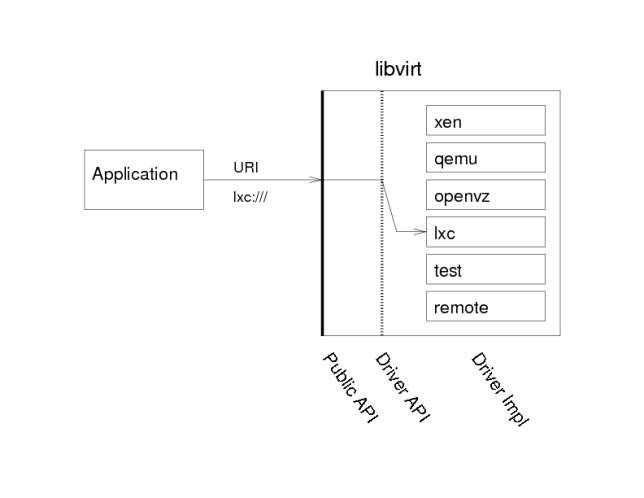 libvirt
Application
URI
lxc:///
xen
qemu
openvz
lxc
test
remote
Public API
Driver API
Driver Impl